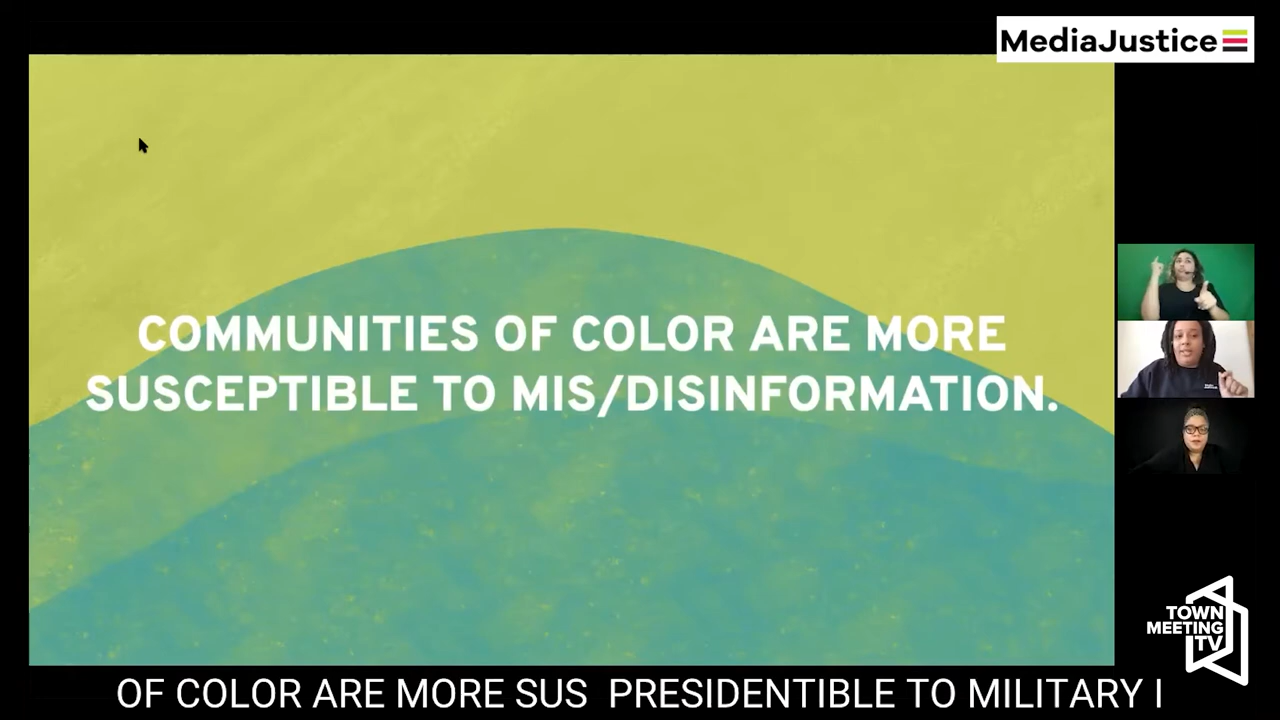 MediaJustice
COMMUNITIES OF COLOR ARE MORE
SUSCEPTIBLE TO MIS/DISINFORMATION.
TOWN
MEETING
TV
OF COLOR ARE MORE SUS  PRESIDENTIBLE TO MILITARY I